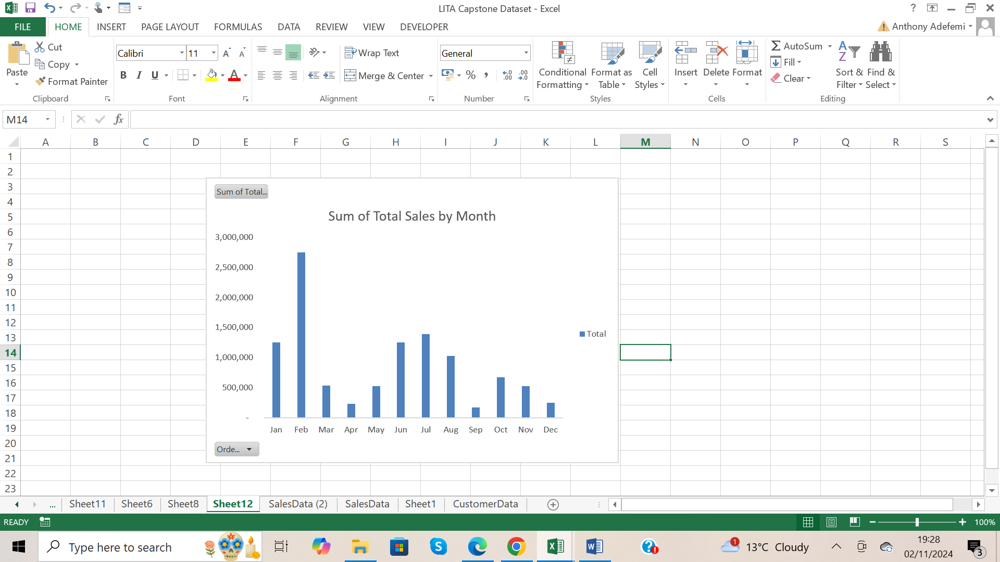 LITA Capstone Dataset - Excel
?
FILE HOME INSERT PAGE LAYOUT FORMULAS DATA REVIEW VIEW DEVELOPER
Anthony Adefemi
Paste
Cut
Copy
Format Painter
Clipboard
Calibri 11
A A
B I U A
Font
Wrap Text
Merge & Center
Alignment
General
% , .00 .00
Number
Conditional Formatting
Format as Table
Cell Styles
Styles
Insert Delete Format
Cells
AutoSum
Fill
Clear
Sort & Filter
Find & Select
Editing
M14 fx
A B C D E F G H I J K L M N O P Q R S
1
2
3
4
5
6
7
8
9
10
11
12
13
14
15
16
17
18
19
20
21
22
23
Sum of Total...
Sum of Total Sales by Month
3,000,000
2,500,000
2,000,000
1,500,000
1,000,000
500,000
-
Total
Jan Feb Mar Apr May Jun Jul Aug Sep Oct Nov Dec
Orde...
... Sheet11 Sheet6 Sheet8 Sheet12 SalesData (2) SalesData Sheet1 CustomerData
READY
100%
Type here to search
1
13°C Cloudy
19:28
02/11/2024
3